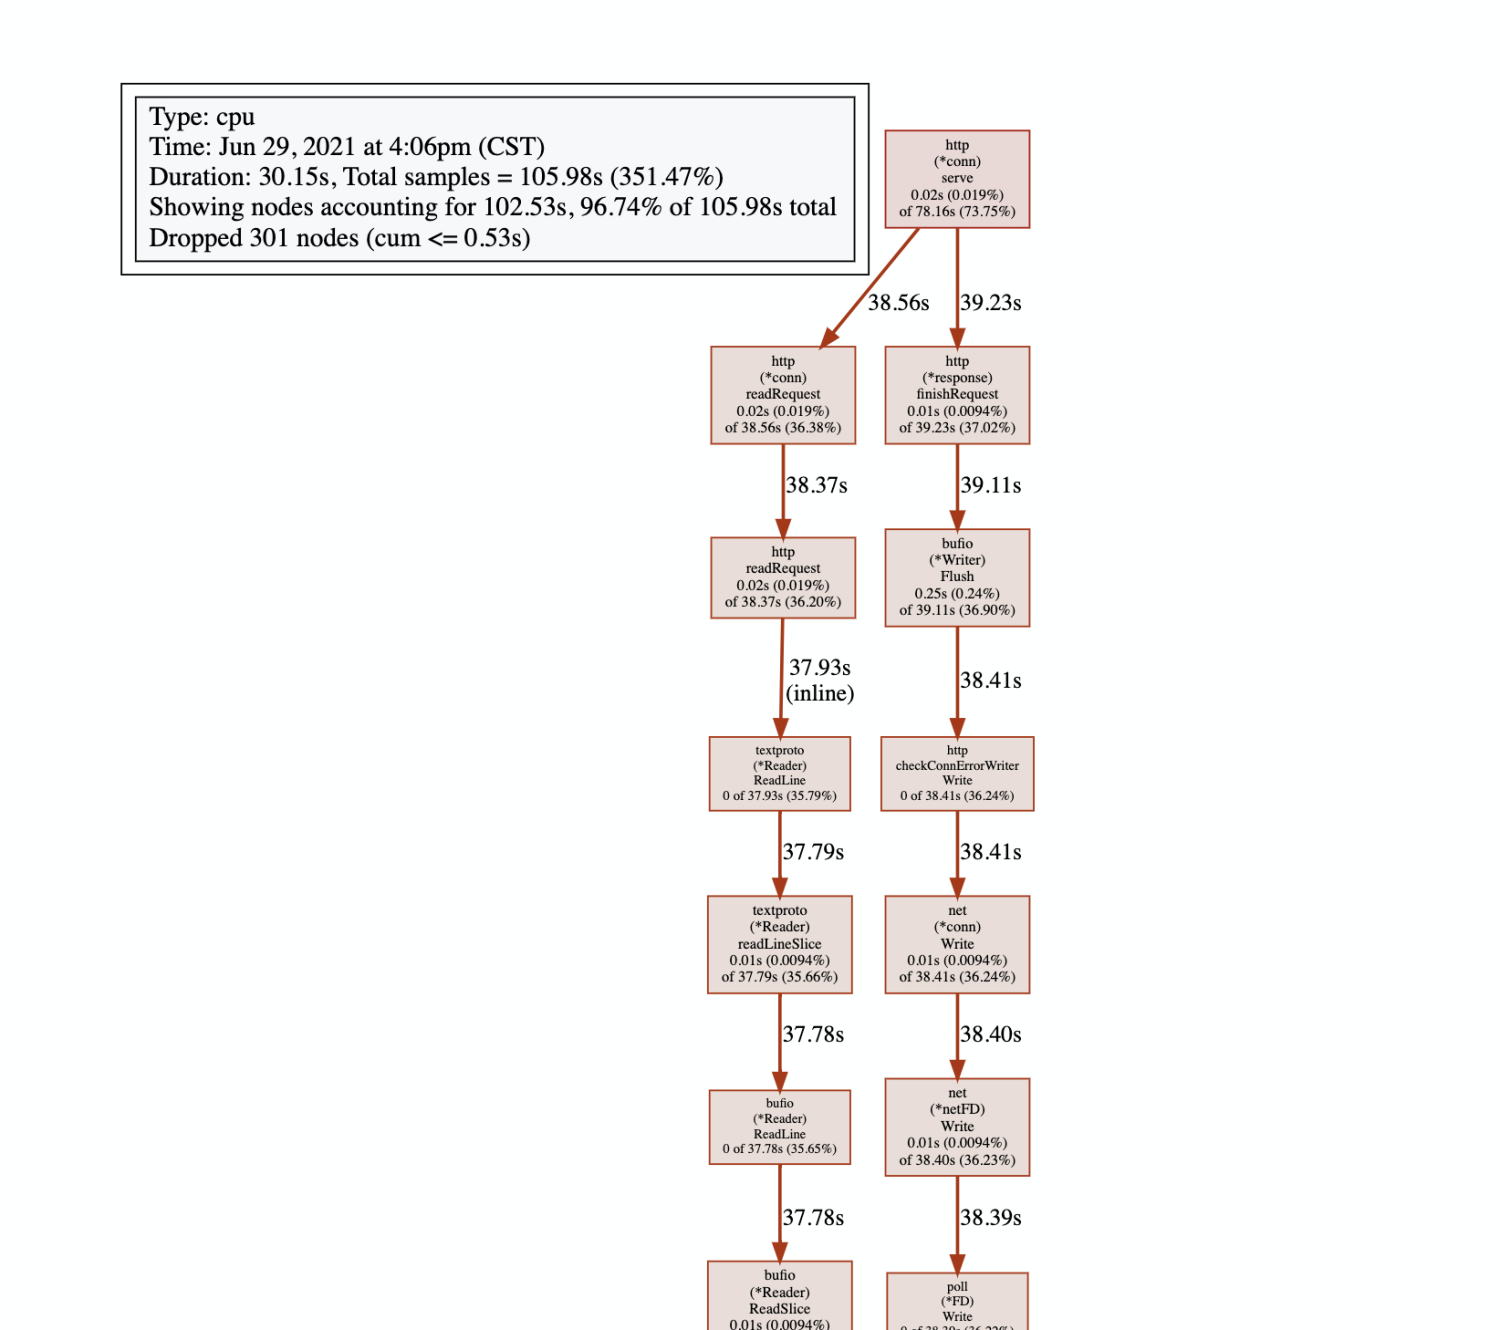 Type: cpu
Time: Jun 29, 2021 at 4:06pm (CST)
Duration: 30.15s, Total samples = 105.98s (351.47%)
Showing nodes accounting for 102.53s, 96.74% of 105.98s total
Dropped 301 nodes (cum <= 0.53s)
http
(*conn)
serve
0.02s (0.019%)
of 78.16s (73.75%)
38.56s
39.23s
http
(*conn)
readRequest
0.02s (0.019%)
of 38.56s (36.38%)
http
(*response)
finishRequest
0.01s (0.0094%)
of 39.23s (37.02%)
38.37s
39.11s
http
readRequest
0.02s (0.019%)
of 38.37s (36.20%)
bufio
(*Writer)
Flush
0.25s (0.24%)
of 39.11s (36.90%)
37.93s
(inline)
38.41s
textproto
(*Reader)
ReadLine
0 of 37.93s (35.79%)
http
checkConnErrorWriter
Write
0 of 38.41s (36.24%)
37.79s
38.41s
textproto
(*Reader)
readLineSlice
0.01s (0.0094%)
of 37.79s (35.66%)
net
(*conn)
Write
0.01s (0.0094%)
of 38.41s (36.24%)
37.78s
38.40s
bufio
(*Reader)
ReadLine
0 of 37.78s (35.65%)
net
(*netFD)
Write
0.01s (0.0094%)
of 38.40s (36.23%)
37.78s
38.39s
bufio
(*Reader)
ReadSlice
0.01s (0.0094%)
poll
(*FD)
Write
0 of 38.39s (36.22%)